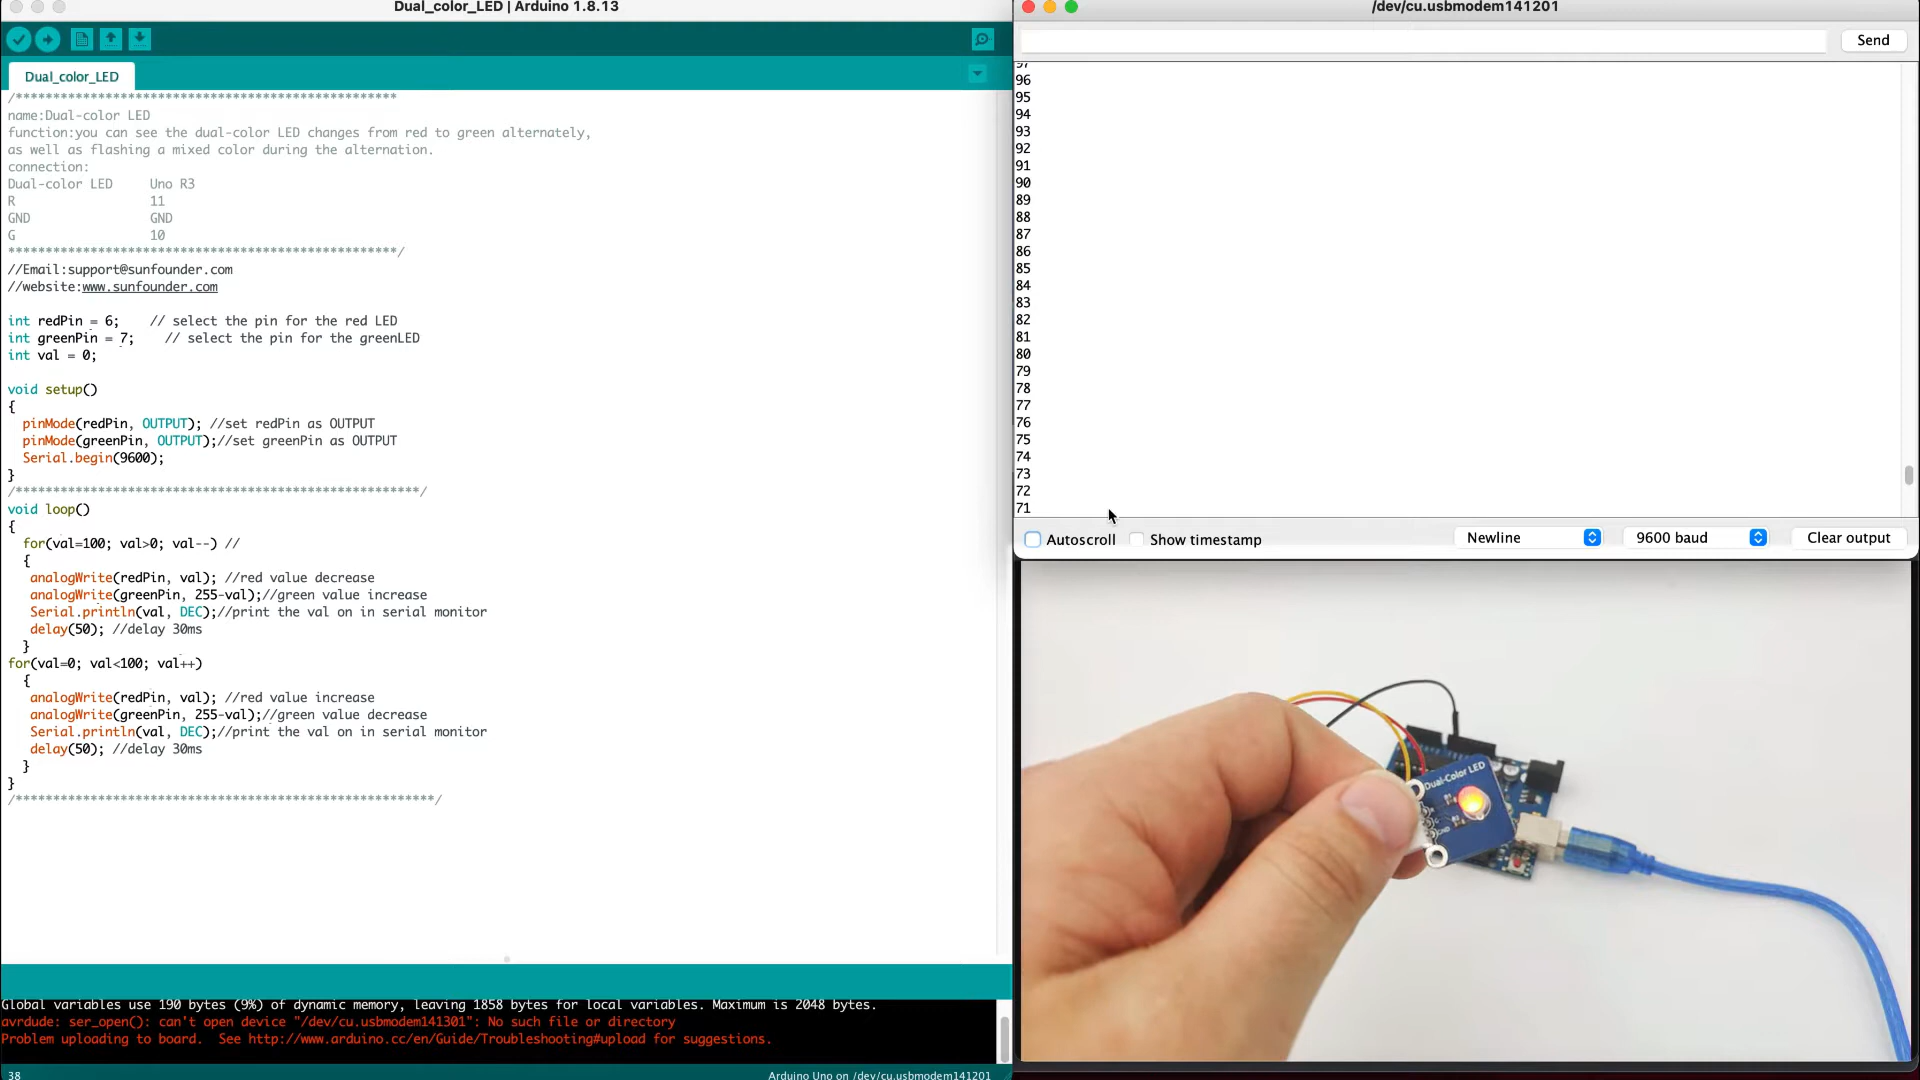 Dual_color_LED | Arduino 1.8.13
Dual_color_LED
/***************************************************
name:Dual-color LED
function:you can see the dual-color LED changes from red to green alternately,
as well as flashing a mixed color during the alternation.
connection:
Dual-color LED     Uno R3
R                  11
GND                GND
G                  10
****************************************************/
//Email:support@sunfounder.com
//website:www.sunfounder.com
int redPin = 6;    // select the pin for the red LED
int greenPin = 7;    // select the pin for the greenLED
int val = 0;
void setup()
{
pinMode(redPin, OUTPUT); //set redPin as OUTPUT
pinMode(greenPin, OUTPUT);//set greenPin as OUTPUT
Serial.begin(9600);
}
/******************************************************/
void loop()
{
for(val=100; val>0; val--) //
{
analogWrite(redPin, val); //red value decrease
analogWrite(greenPin, 255-val);//green value increase
Serial.println(val, DEC);//print the val on in serial monitor
delay(50); //delay 30ms
}
for(val=0; val<100; val++)
{
analogWrite(redPin, val); //red value increase
analogWrite(greenPin, 255-val);//green value decrease
Serial.println(val, DEC);//print the val on in serial monitor
delay(50); //delay 30ms
}
}
/********************************************************/
Global variables use 190 bytes (9%) of dynamic memory, leaving 1858 bytes for local variables. Maximum is 2048 bytes.
avrdude: ser_open(): can't open device "/dev/cu.usbmodem141301": No such file or directory
Problem uploading to board.  See http://www.arduino.cc/en/Guide/Troubleshooting#upload for suggestions.
38
Arduino Uno on /dev/cu.usbmodem141201
/dev/cu.usbmodem141201
Send
97
96
95
94
93
92
91
90
89
88
87
86
85
84
83
82
81
80
79
78
77
76
75
74
73
72
71
Autoscroll
Show timestamp
Newline
9600 baud
Clear output
Dual-Color LED
GND